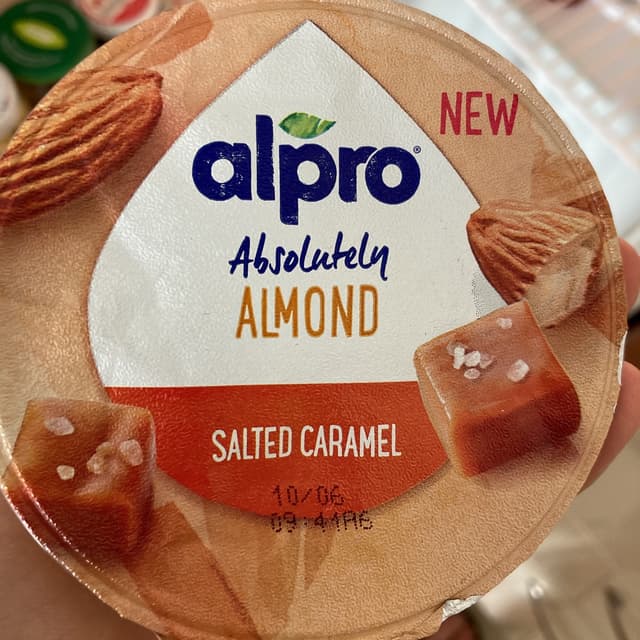 NEW
alpro®
Absolutely
ALMOND
SALTED CARAMEL
10/06
09:41A6